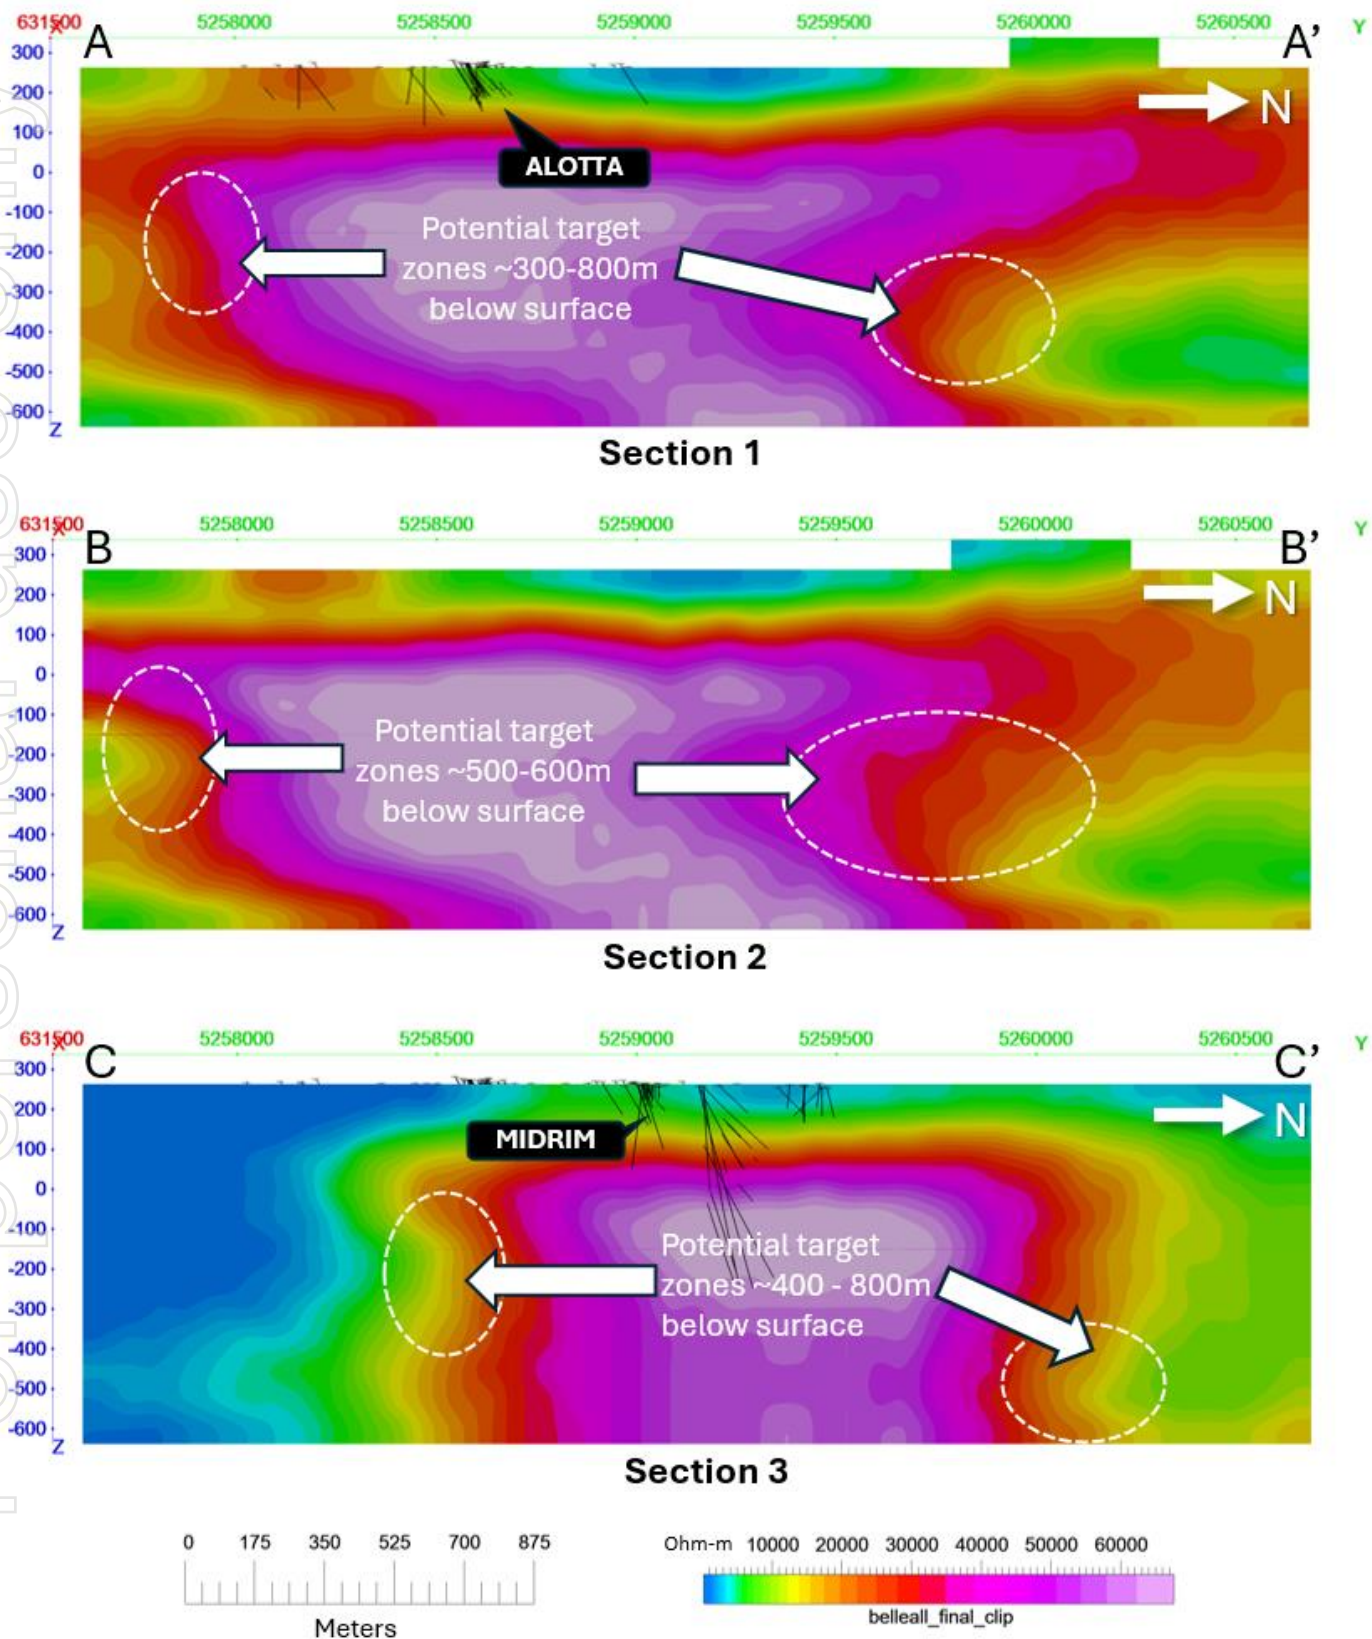 631500 5258000 5258500 5259000 5259500 5260000 5260500 Y
X
A A’
300
200
N
100
ALOTTA
0
-100
Potential target
zones ~300-800m
below surface
-200
-300
-400
-500
-600
Z
Section 1
631500 5258000 5258500 5259000 5259500 5260000 5260500 Y
X
B B’
300
200
N
100
0
-100
Potential target
zones ~500-600m
below surface
-200
-300
-400
-500
-600
Z
Section 2
631500 5258000 5258500 5259000 5259500 5260000 5260500 Y
X
C C’
300
200
N
MIDRIM
100
0
-100
Potential target
zones ~400 - 800m
below surface
-200
-300
-400
-500
-600
Z
Section 3
0 175 350 525 700 875
Meters
Ohm-m 10000 20000 30000 40000 50000 60000
belleall_final_clip